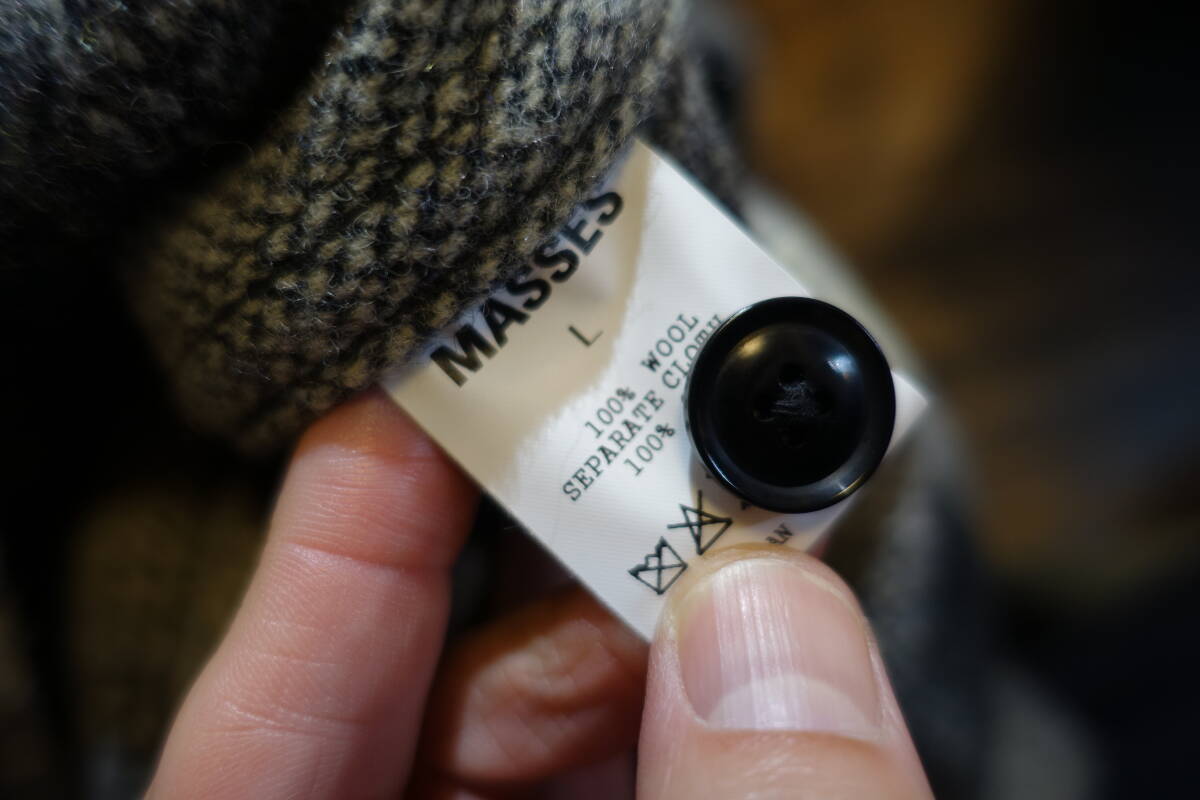 MASSES
L
100% WOOL
SEPARATE CLOTH
100%